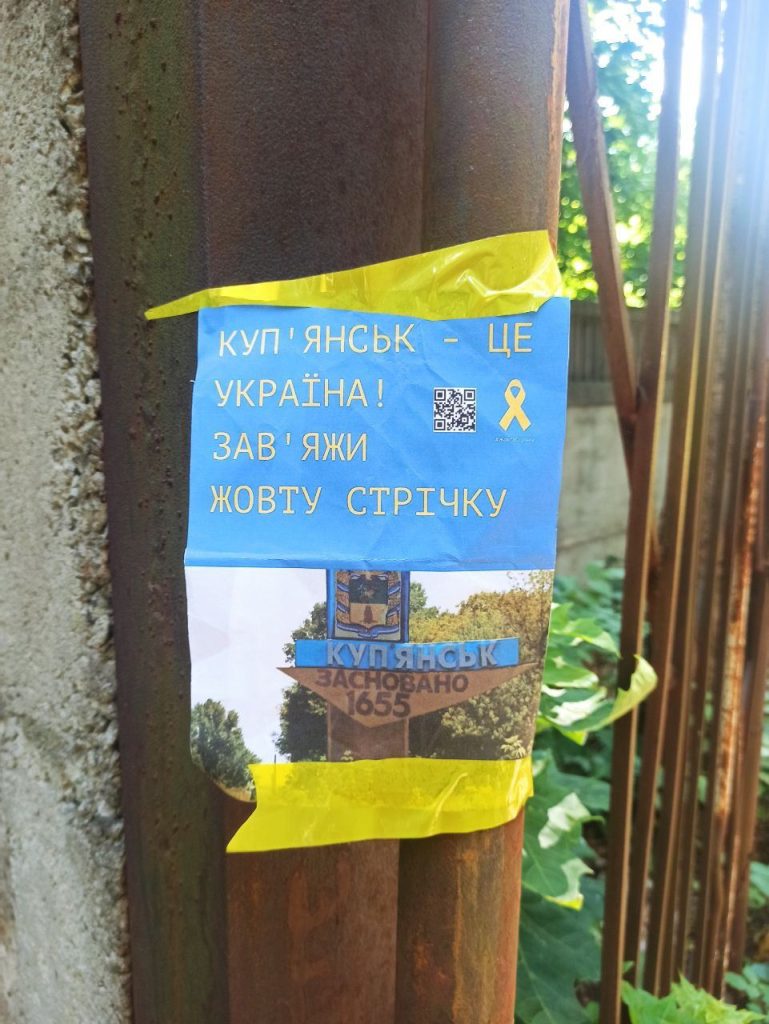 КУП'ЯНСЬК - ЦЕ
УКРАЇНА!
ЗАВ'ЯЖИ
ЖОВТУ СТРІЧКУ
КУП'ЯНСЬК
ЗАСНОВАНО
1655